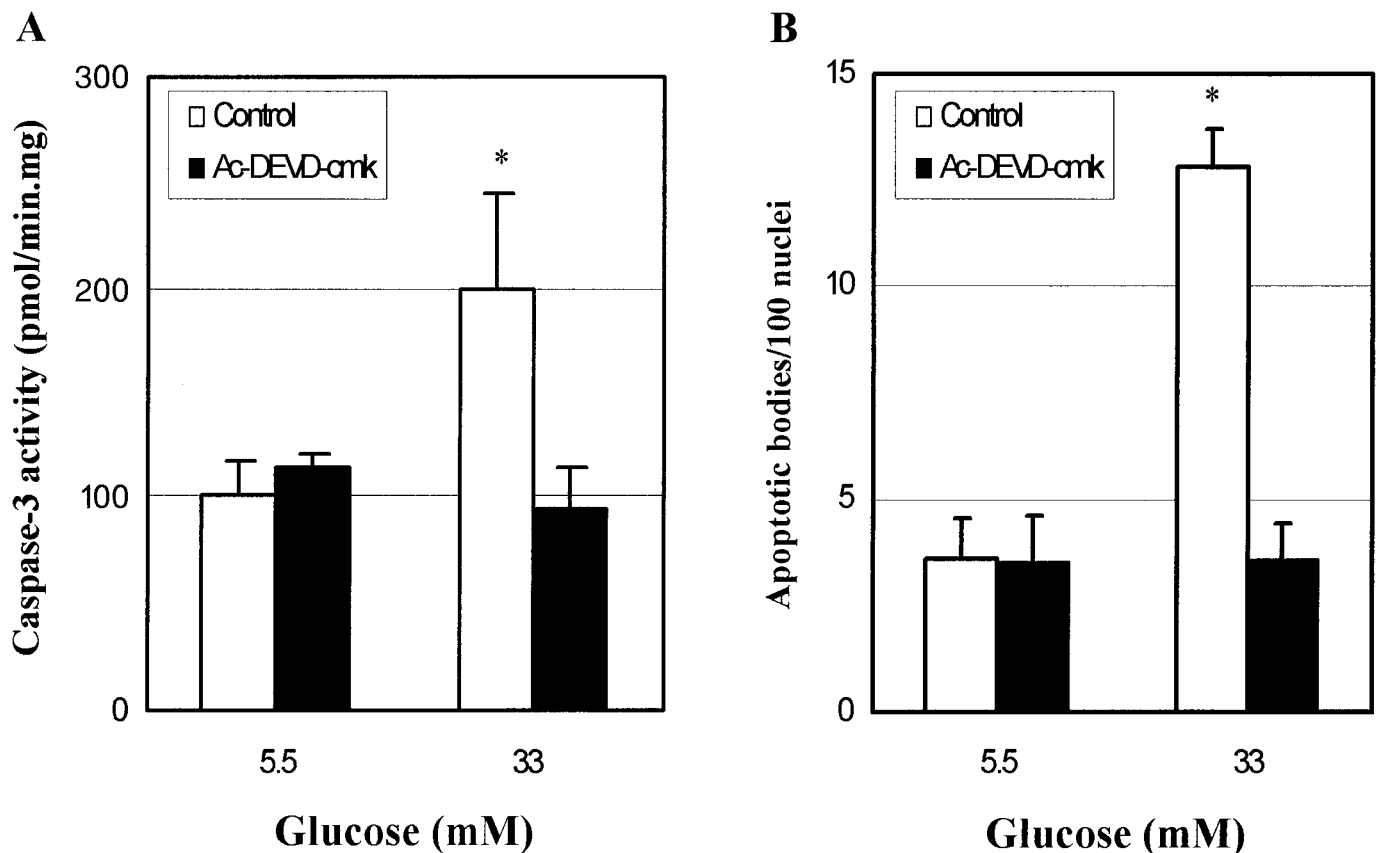 A
Caspase-3 activity (pmol/min.mg)
300
200
100
0
Control
Ac-DEVD-cmk
*
5.5
33
Glucose (mM)
B
Apoptotic bodies/100 nuclei
15
10
5
0
Control
Ac-DEVD-cmk
*
5.5
33
Glucose (mM)